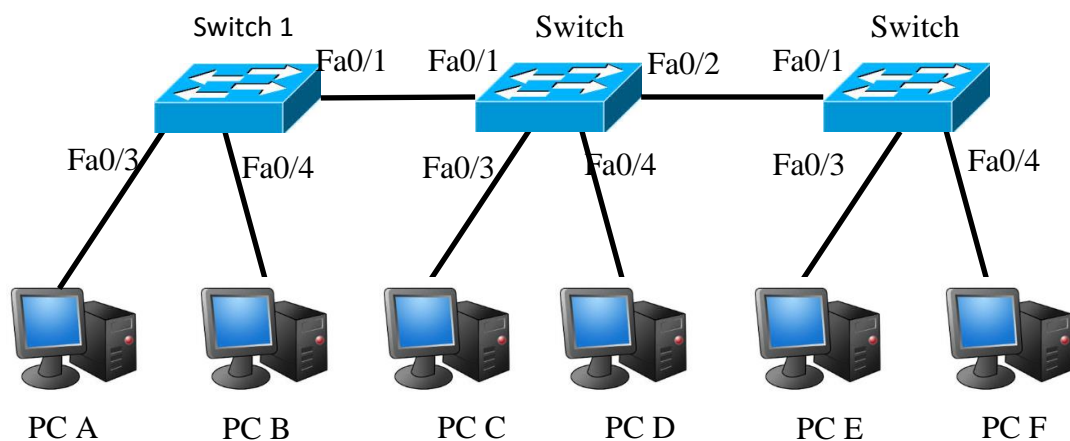 Switch 1
Switch
Switch
Fa0/1
Fa0/1
Fa0/2
Fa0/1
Fa0/3
Fa0/4
Fa0/3
Fa0/4
Fa0/3
Fa0/4
PC A
PC B
PC C
PC D
PC E
PC F